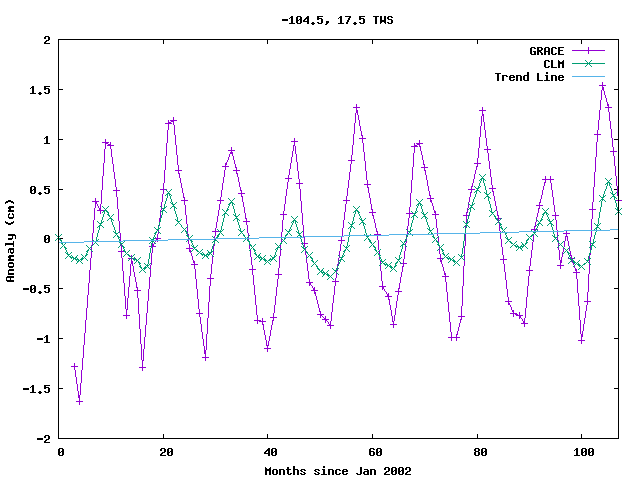 -104.5, 17.5 TWS
GRACE
CLM
Trend Line
2
1.5
1
0.5
0
-0.5
-1
-1.5
-2
Anomaly (cm)
0 20 40 60 80 100
Months since Jan 2002